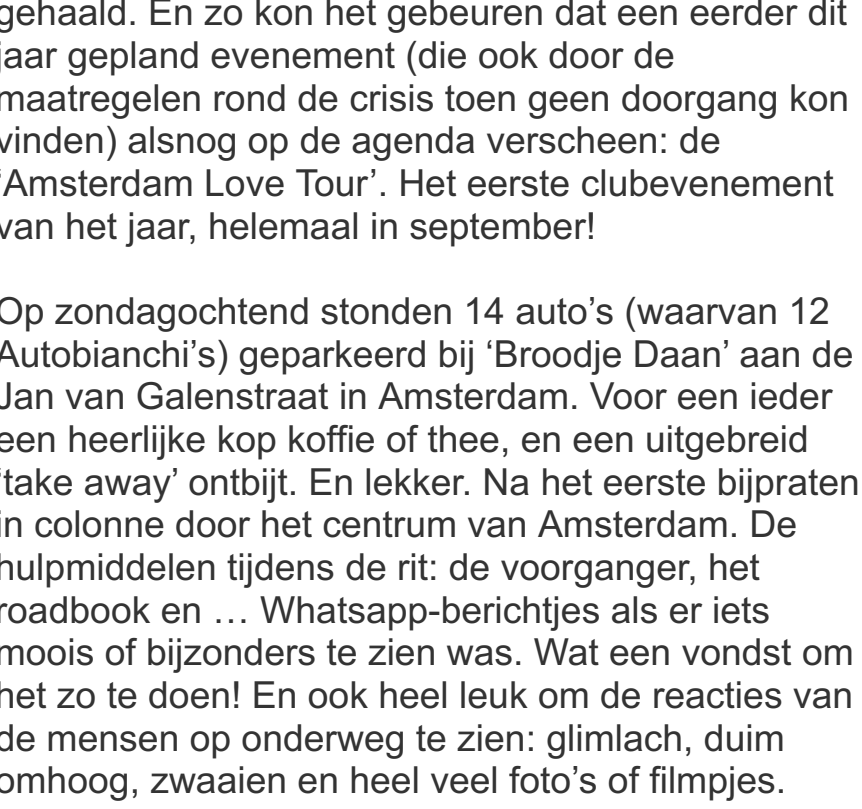 gehaald. En zo kon het gebeuren dat een eerder dit
jaar gepland evenement (die ook door de
maatregelen rond de crisis toen geen doorgang kon
vinden) alsnog op de agenda verscheen: de
‘Amsterdam Love Tour’. Het eerste clubevenement
van het jaar, helemaal in september!

Op zondagochtend stonden 14 auto’s (waarvan 12
Autobianchi’s) geparkeerd bij ‘Broodje Daan’ aan de
Jan van Galenstraat in Amsterdam. Voor een ieder
een heerlijke kop koffie of thee, en een uitgebreid
‘take away’ ontbijt. En lekker. Na het eerste bijpraten
in colonne door het centrum van Amsterdam. De
hulpmiddelen tijdens de rit: de voorganger, het
roadbook en … Whatsapp-berichtjes als er iets
moois of bijzonders te zien was. Wat een vondst om
het zo te doen! En ook heel leuk om de reacties van
de mensen op onderweg te zien: glimlach, duim
omhoog, zwaaien en heel veel foto’s of filmpjes.